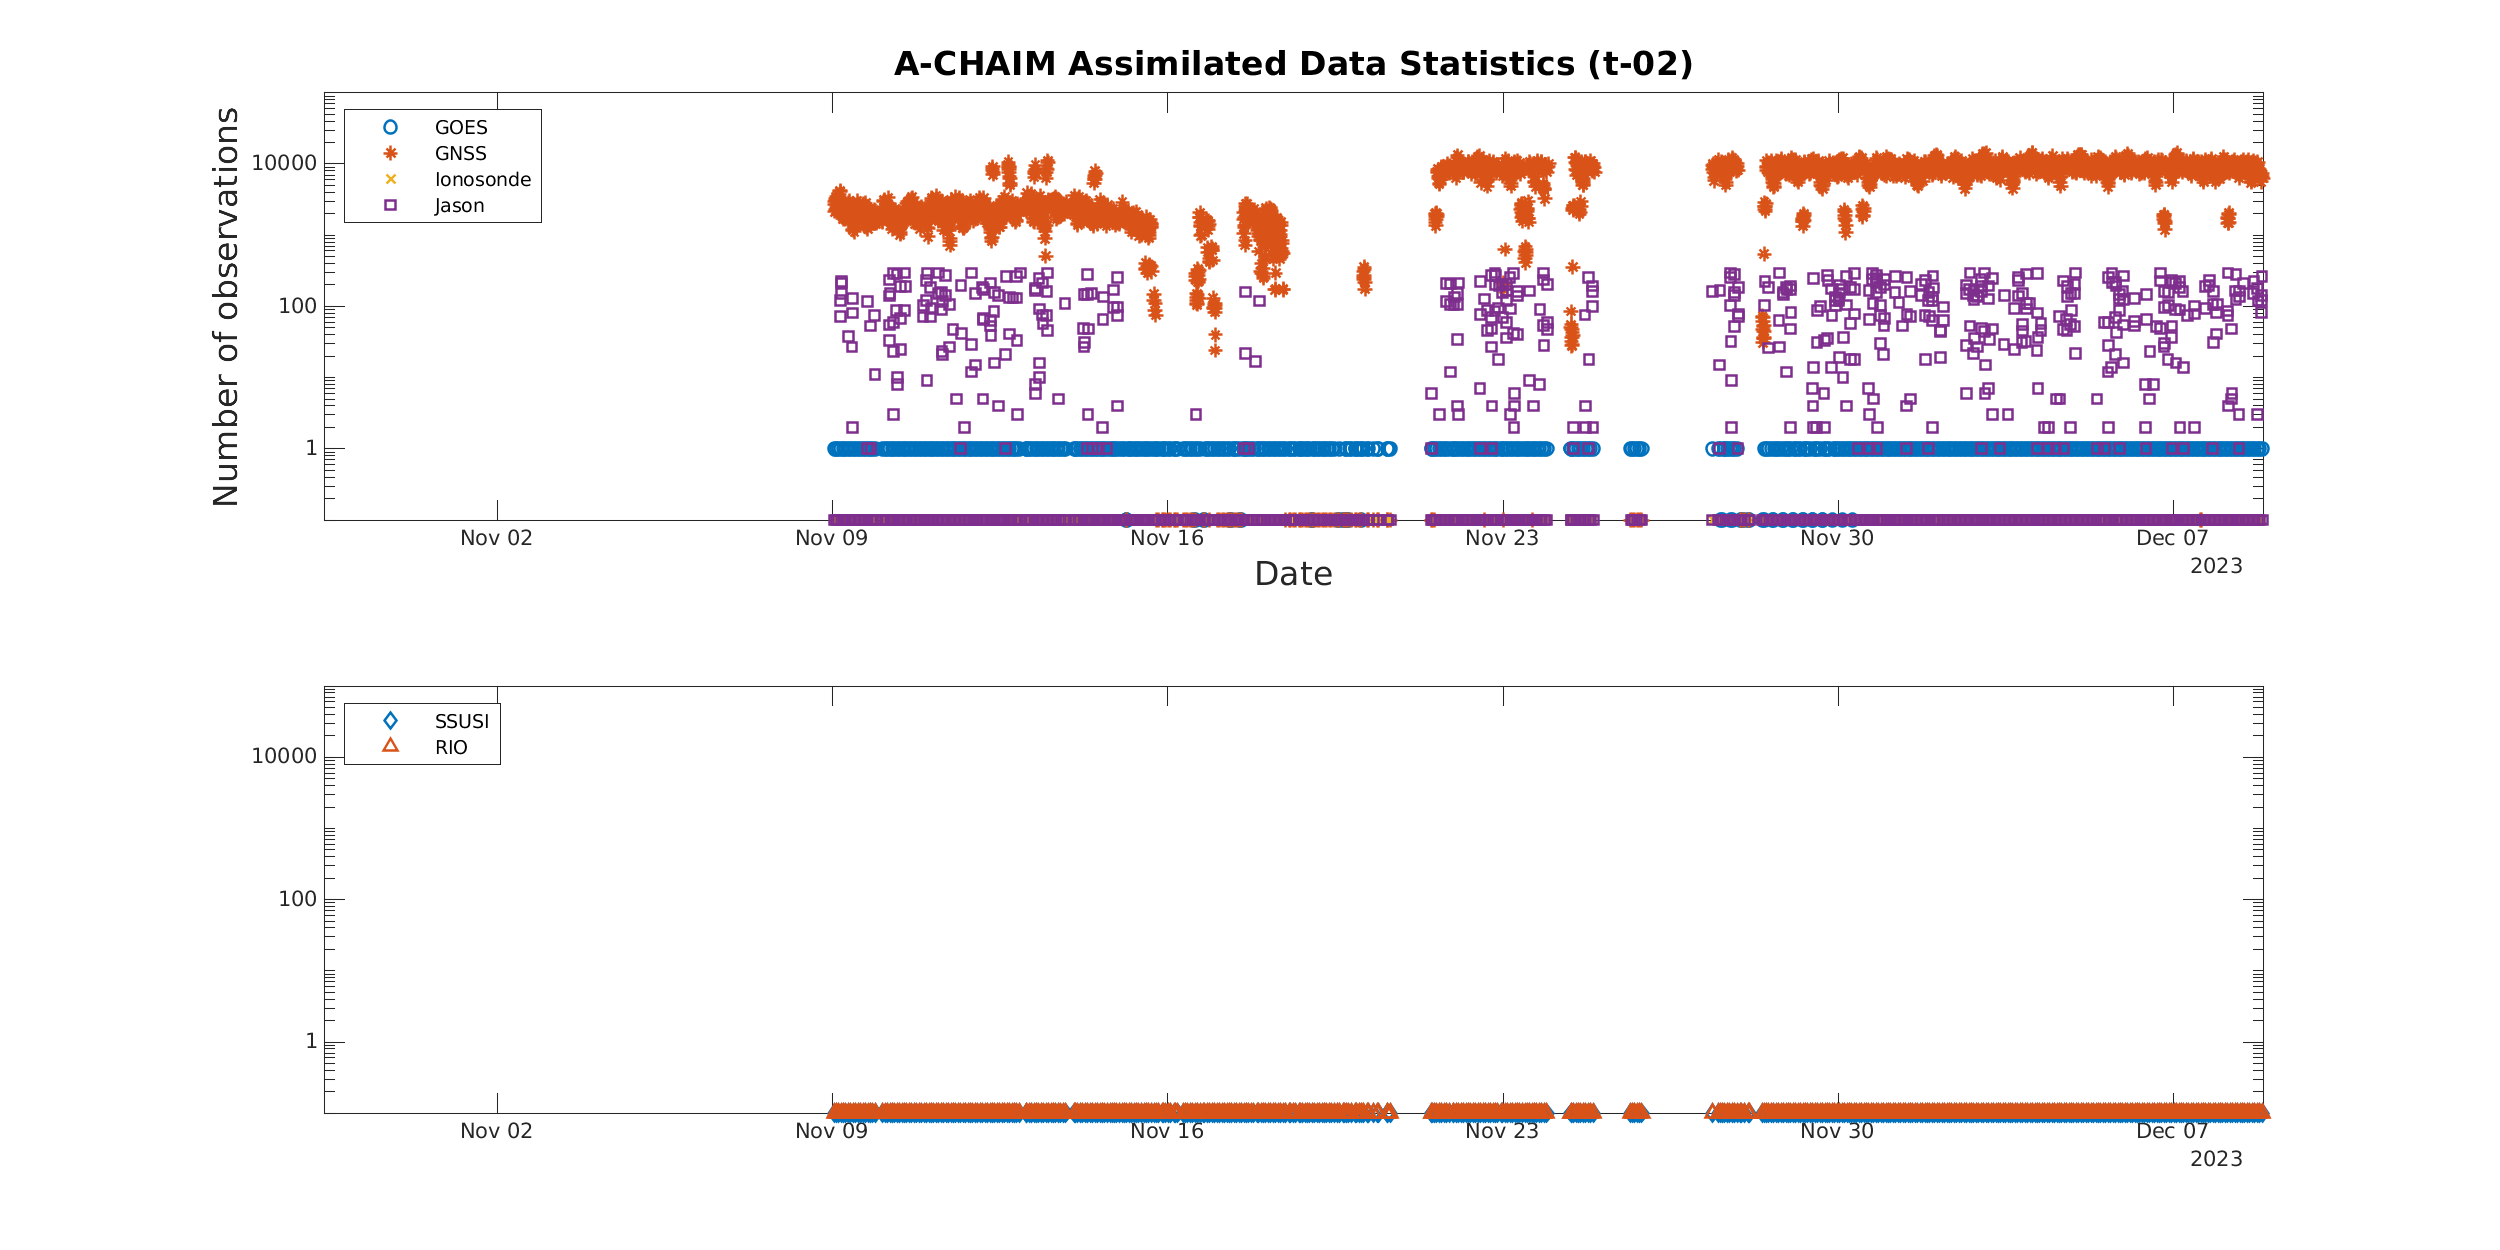 A-CHAIM Assimilated Data Statistics (t-02)
Number of observations
GOES
GNSS
Ionosonde
Jason
10000
100
1
Nov 02 Nov 09 Nov 16 Nov 23 Nov 30 Dec 07
2023
Date
SSUSI
RIO
10000
100
1
Nov 02 Nov 09 Nov 16 Nov 23 Nov 30 Dec 07
2023